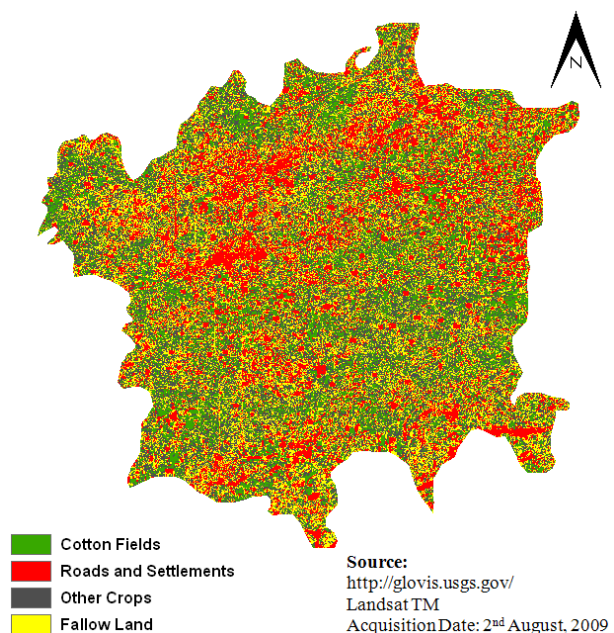 N
Cotton Fields
Roads and Settlements
Other Crops
Fallow Land
Source:
http://glovis.usgs.gov/
Landsat TM
Acquisition Date: 2nd August, 2009